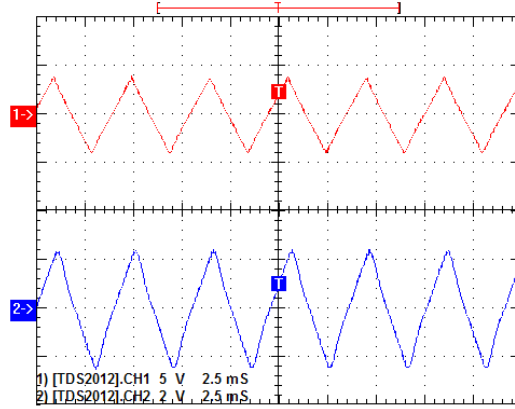 T
1->
T
T
2->
1) [TDS2012].CH1 5 V 2.5 mS
2) [TDS2012].CH2 2 V 2.5 mS